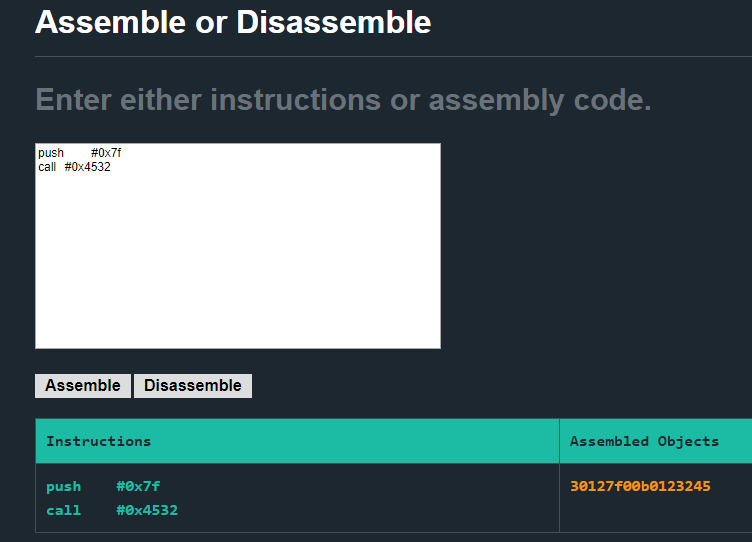 Assemble or Disassemble
Enter either instructions or assembly code.
push #0x7f
call #0x4532
Assemble Disassemble
Instructions Assembled Objects
push #0x7f 30127f00b0123245
call #0x4532